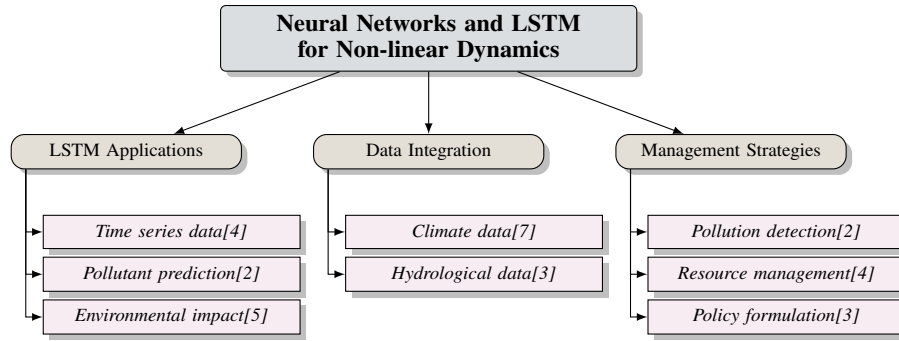 Neural Networks and LSTM
for Non-linear Dynamics
LSTM Applications
Data Integration
Management Strategies
Time series data[4]
Climate data[7]
Pollution detection[2]
Pollutant prediction[2]
Hydrological data[3]
Resource management[4]
Environmental impact[5]
Policy formulation[3]